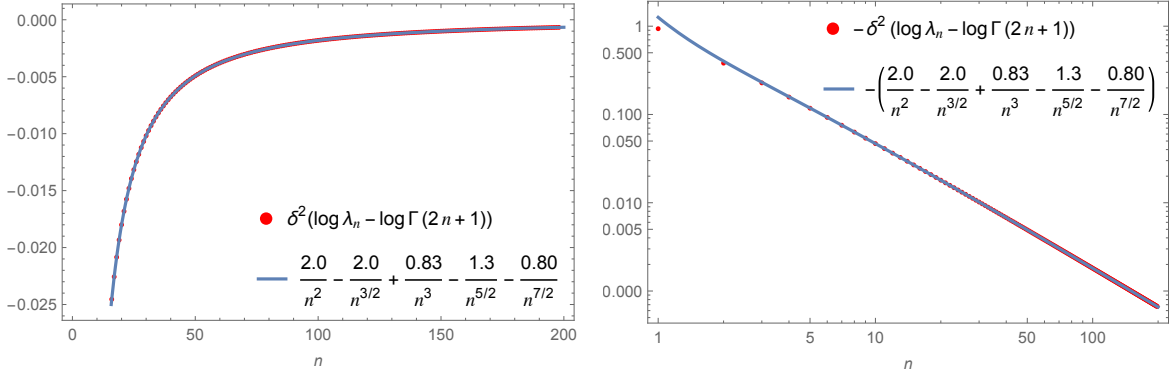 0.000
−0.005
−0.010
−0.015
−0.020
−0.025
0 50 100 150 200
n
δ²(log λₙ − log Γ(2 n + 1))
2.0/n² − 2.0/n^(3/2) + 0.83/n³ − 1.3/n^(5/2) − 0.80/n^(7/2)
1
0.500
0.100
0.050
0.010
0.005
0.000
1 5 10 50 100
n
−δ²(log λₙ − log Γ(2 n + 1))
−(2.0/n² − 2.0/n^(3/2) + 0.83/n³ − 1.3/n^(5/2) − 0.80/n^(7/2))